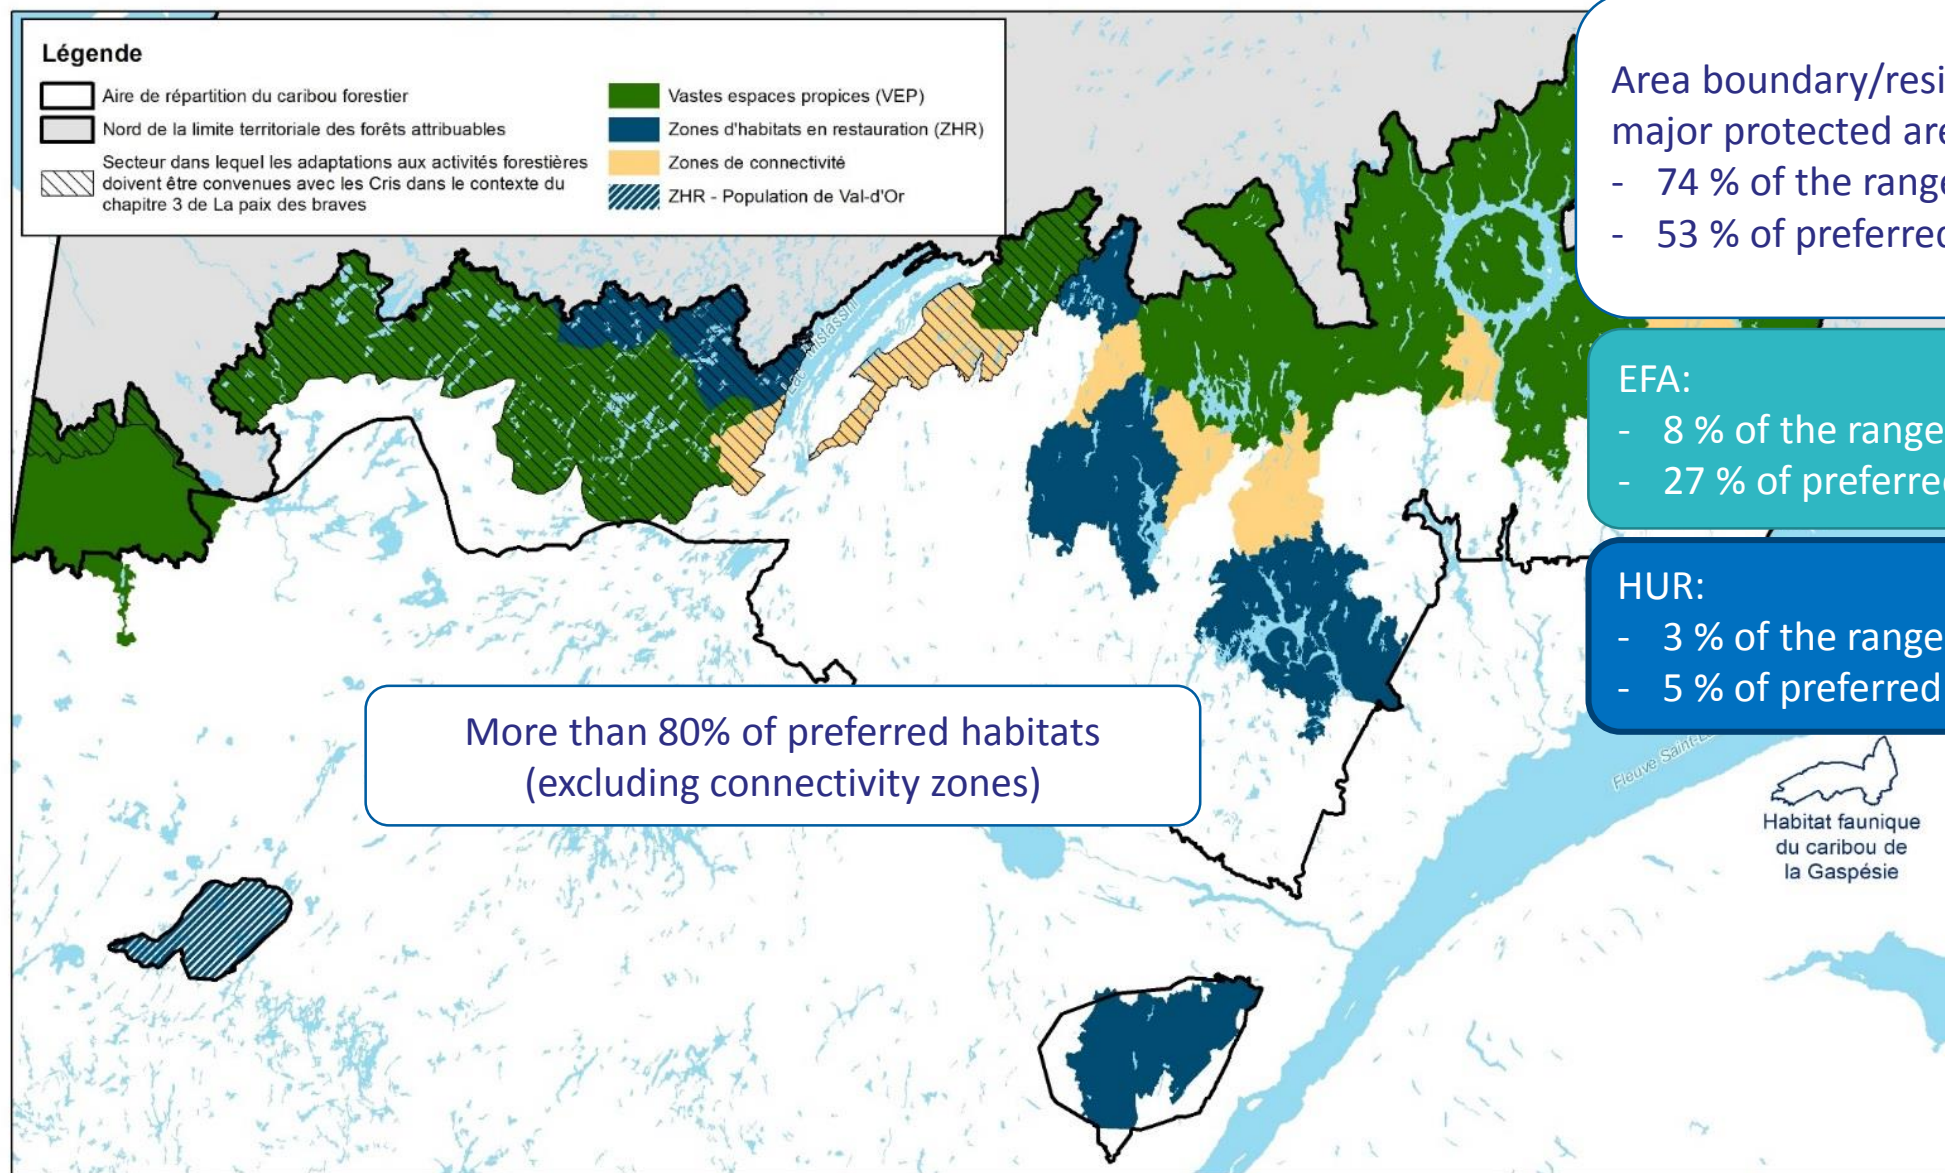 Légende
Aire de répartition du caribou forestier
Nord de la limite territoriale des forêts attribuables
Secteur dans lequel les adaptations aux activités forestières
doivent être convenues avec les Cris dans le contexte du
chapitre 3 de La paix des braves
Vastes espaces propices (VEP)
Zones d'habitats en restauration (ZHR)
Zones de connectivité
ZHR - Population de Val-d'Or
Area boundary/resi
major protected are
- 74 % of the range
- 53 % of preferred
EFA:
- 8 % of the range
- 27 % of preferred
HUR:
- 3 % of the range
- 5 % of preferred
Lac Mistassini
More than 80% of preferred habitats
(excluding connectivity zones)
Fleuve
Habitat faunique
du caribou de
la Gaspésie